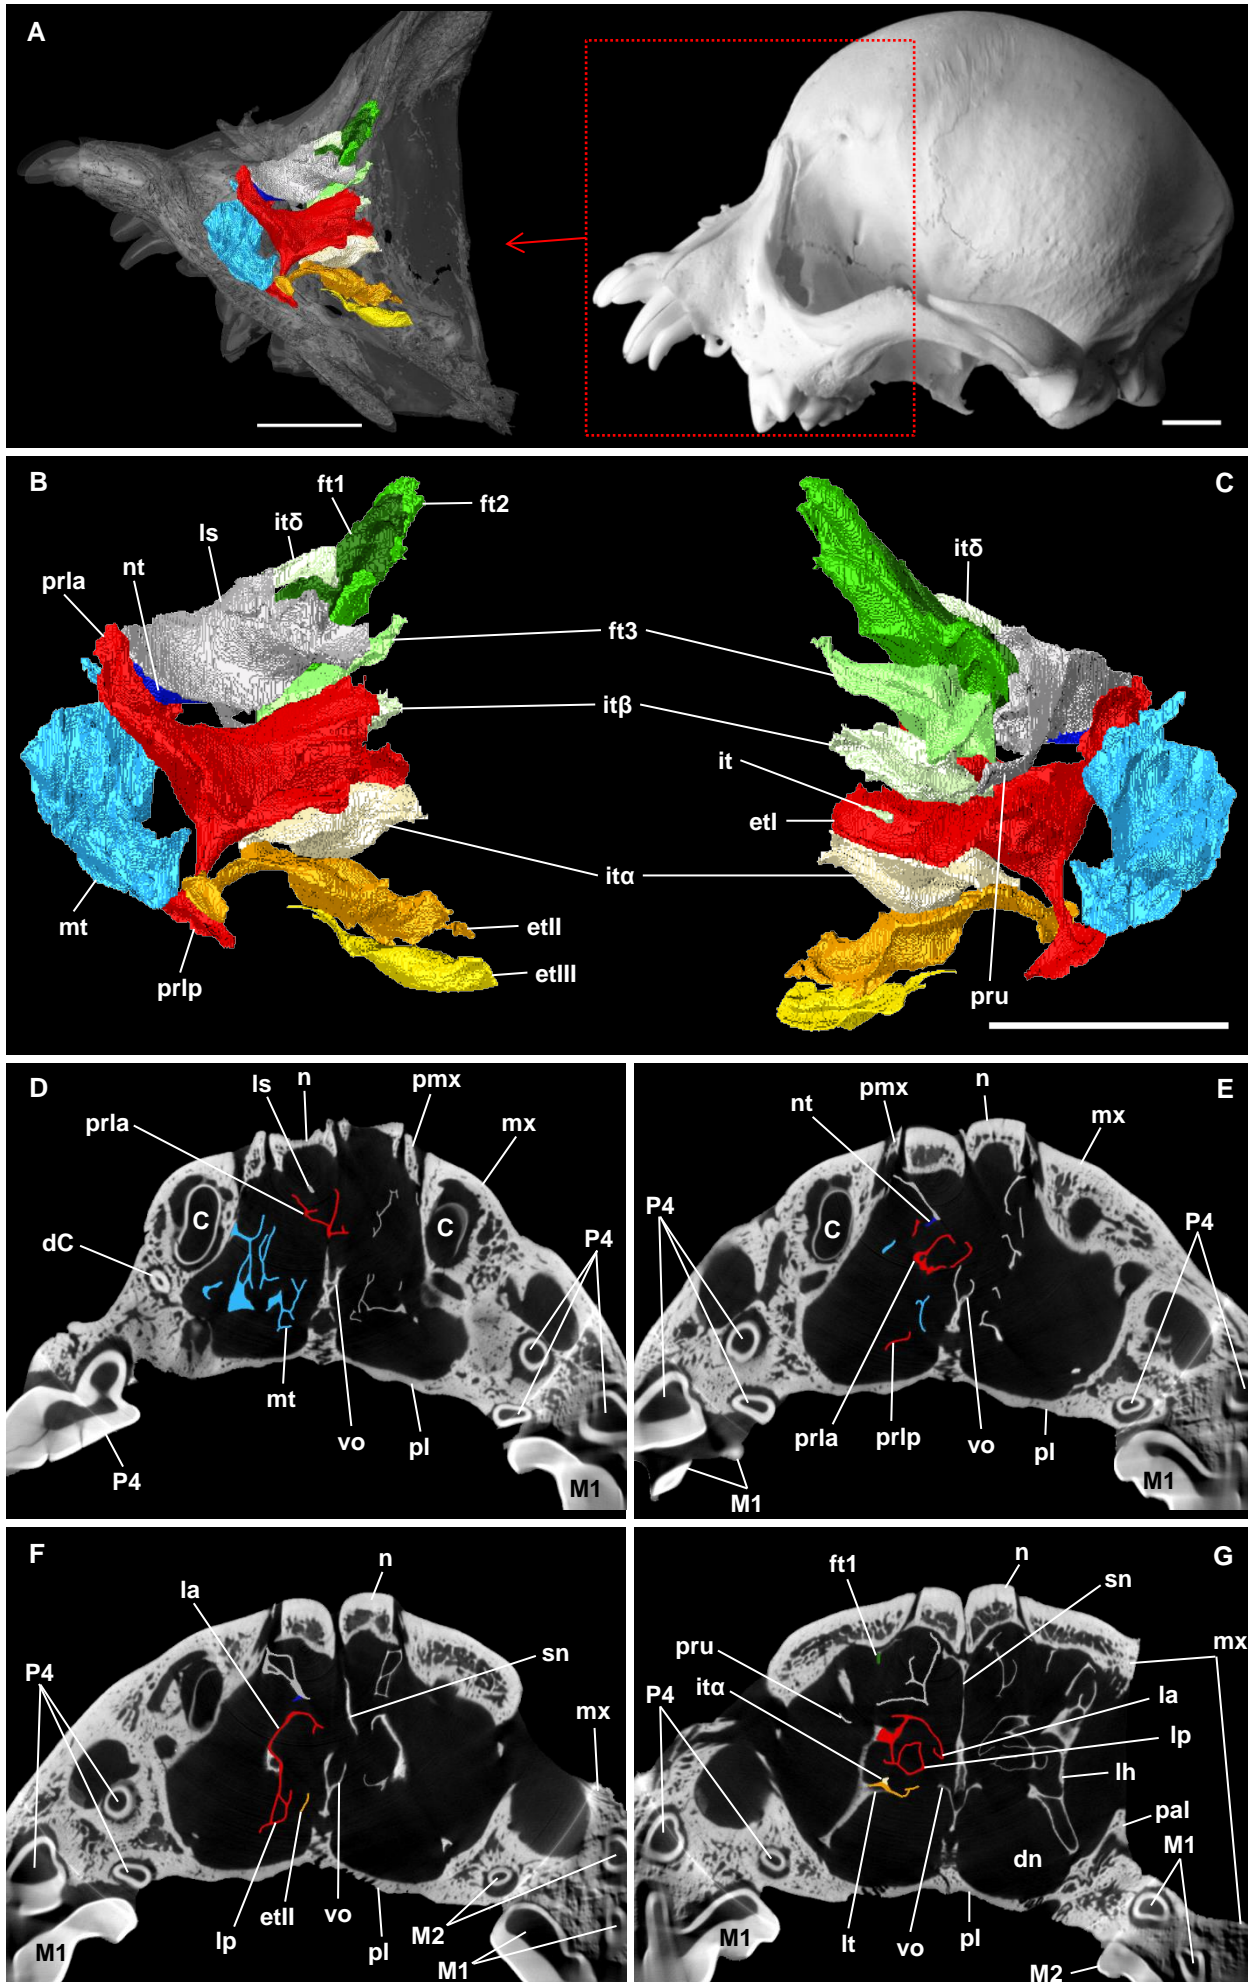 A
B
ft1
ft2
itδ
ls
nt
prla
C
itδ
ft3
itβ
it
etI
itα
mt
prlp
etII
etIII
pru
D
ls
n
pmx
mx
prla
C
C
dC
P4
mt
vo
pl
P4
M1
E
nt
pmx
n
mx
P4
C
P4
prla
prlp
vo
pl
M1
M1
F
n
la
sn
P4
mx
M1
lp
etII
vo
pl
M2
M1
G
ft1
n
sn
pru
mx
itα
P4
la
lp
lh
pal
M1
dn
M1
lt
vo
pl
M2